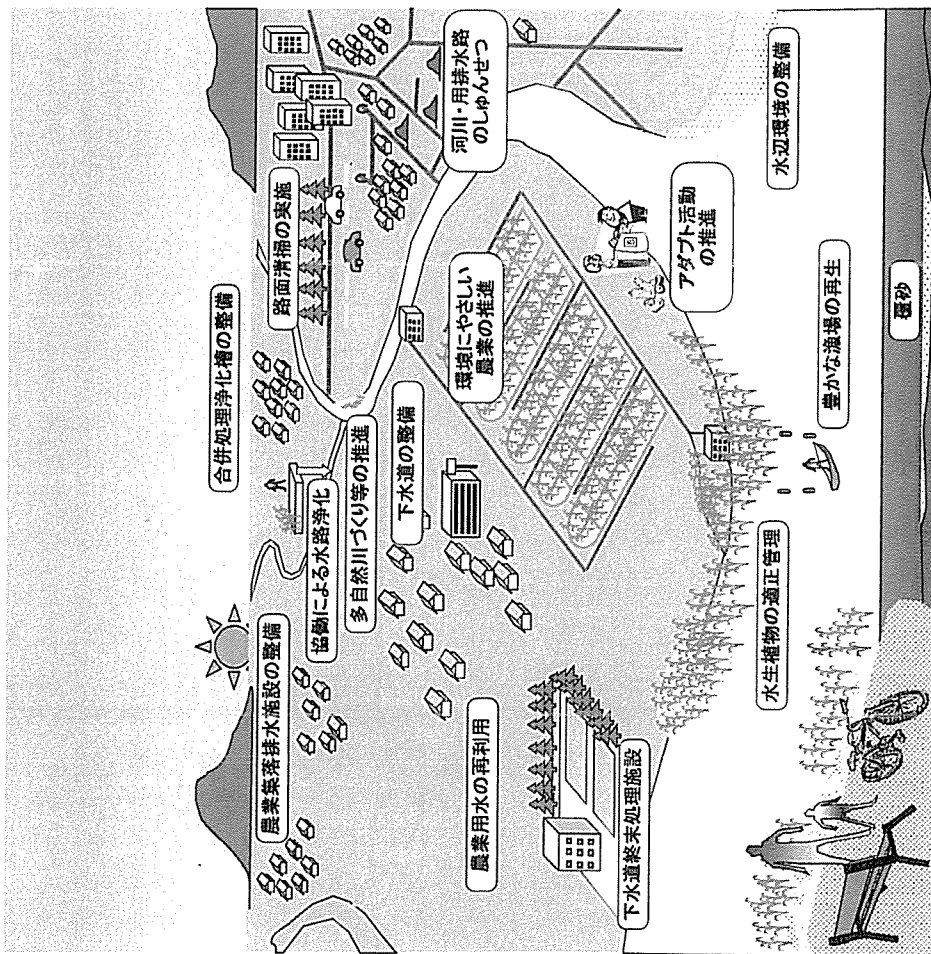 合併処理浄化槽の整備
農業集落排水施設の整備
路面清掃の実施
協働による水路浄化
多自然川づくり等の推進
下水道の整備
農業用水の再利用
環境にやさしい
農業の推進
河川・用排水路
のしゅんせつ
下水道終末処理施設
アダプト活動
の推進
水生植物の適正管理
水辺環境の整備
豊かな漁場の再生
覆砂